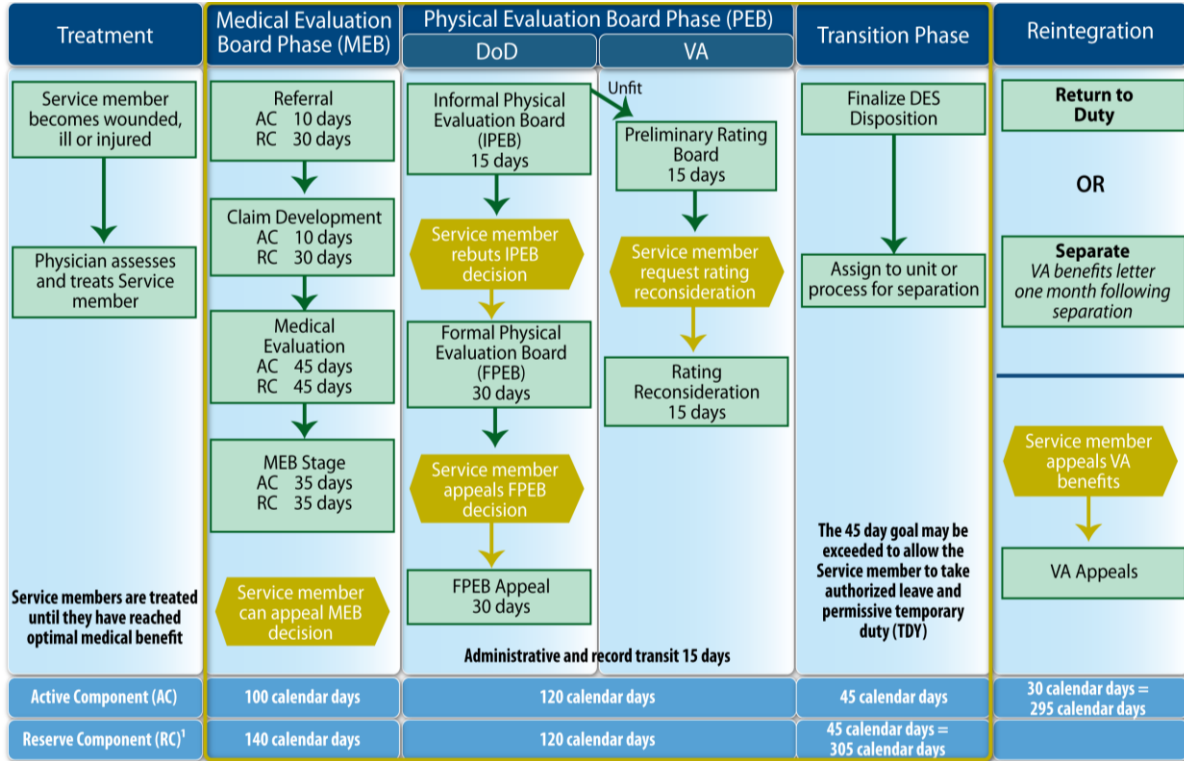 Treatment
Service member
becomes wounded,
ill or injured
Physician assesses
and treats Service
member
Service members are treated
until they have reached
optimal medical benefit
Medical Evaluation
Board Phase (MEB)
Referral
AC 10 days
RC 30 days
Claim Development
AC 10 days
RC 30 days
Medical
Evaluation
AC 45 days
RC 45 days
MEB Stage
AC 35 days
RC 35 days
Service member
can appeal MEB
decision
Physical Evaluation Board Phase (PEB)
DoD
Informal Physical
Evaluation Board
(IPEB)
15 days
Service member
rebuts IPEB
decision
Formal Physical
Evaluation Board
(FPEB)
30 days
Service member
appeals FPEB
decision
FPEB Appeal
30 days
VA
Unfit
Preliminary Rating
Board
15 days
Service member
request rating
reconsideration
Rating
Reconsideration
15 days
Administrative and record transit 15 days
Transition Phase
Finalize DES
Disposition
Assign to unit or
process for separation
The 45 day goal may be
exceeded to allow the
Service member to take
authorized leave and
permissive temporary
duty (TDY)
Reintegration
Return to
Duty
OR
Separate
VA benefits letter
one month following
separation
Service member
appeals VA
benefits
VA Appeals
Active Component (AC)
100 calendar days
120 calendar days
45 calendar days
30 calendar days =
295 calendar days
Reserve Component (RC)¹
140 calendar days
120 calendar days
45 calendar days =
305 calendar days